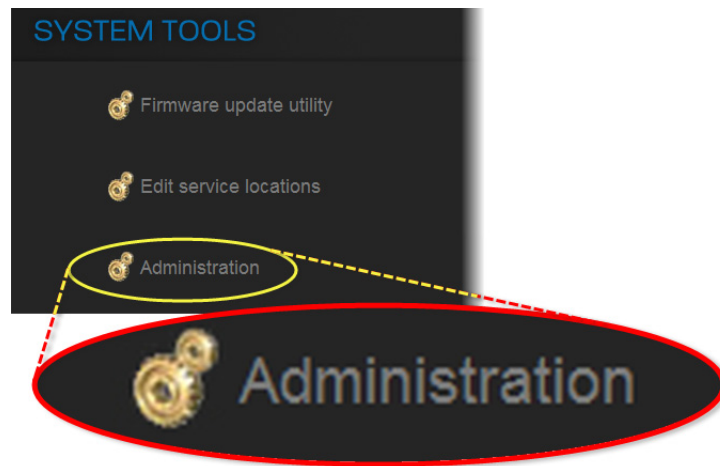 SYSTEM TOOLS
Firmware update utility
Edit service locations
Administration
Administration